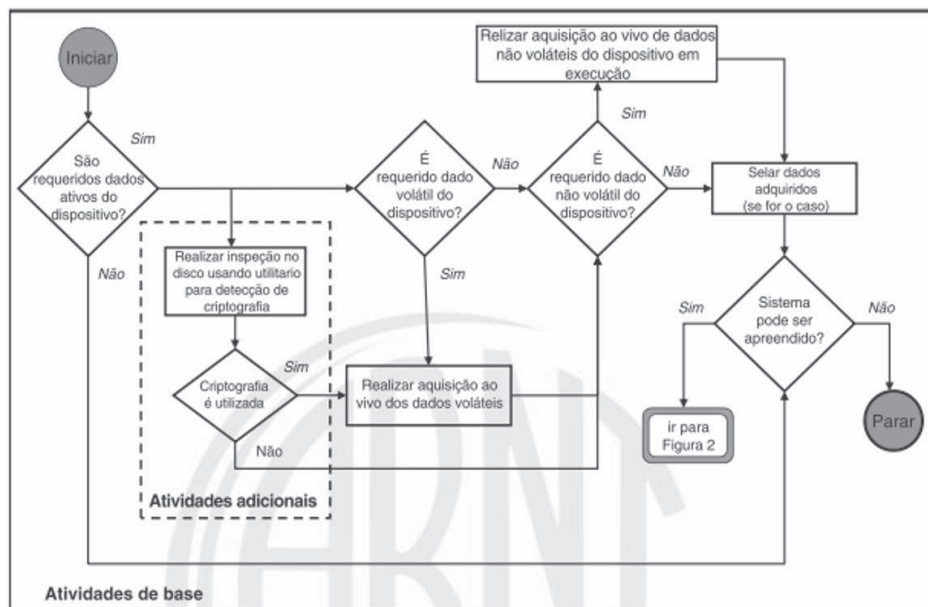 Iniciar
São
requeridos dados
ativos do
dispositivo?
Sim
Não
É
requerido dado
volátil do
dispositivo?
Não
Sim
Relizar aquisição ao vivo de dados
não voláteis do dispositivo em
execução
Sim
É
requerido dado
não volátil do
dispositivo?
Não
Selar dados
adquiridos
(se for o caso)
Realizar inspeção no
disco usando utilitario
para detecção de
criptografia
Criptografia
é utilizada
Sim
Não
Atividades adicionais
Realizar aquisição ao
vivo dos dados voláteis
Sistema
pode ser
apreendido?
Sim
Não
ir para
Figura 2
Parar
Atividades de base
ABNT